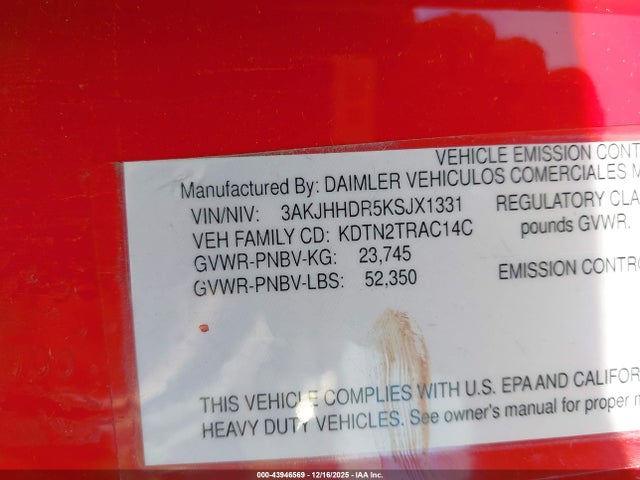 VEHICLE EMISSION CONT
Manufactured By: DAIMLER VEHICULOS COMERCIALES M
VIN/NIV: 3AKJHHDR5KSJX1331 REGULATORY CLA
VEH FAMILY CD: KDTN2TRAC14C pounds GVWR.
GVWR-PNBV-KG: 23,745
GVWR-PNBV-LBS: 52,350 EMISSION CONTRO
THIS VEHICLE COMPLIES WITH U.S. EPA AND CALIFOR
HEAVY DUTY VEHICLES. See owner's manual for proper m
000-43946569 - 12/16/2025 - IAA Inc.